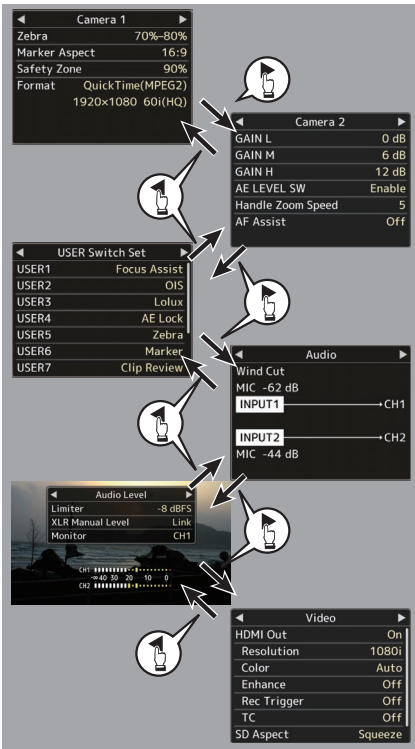 Camera 1
Zebra 70%–80%
Marker Aspect 16:9
Safety Zone 90%
Format QuickTime(MPEG2)
1920×1080 60i(HQ)
Camera 2
GAIN L 0 dB
GAIN M 6 dB
GAIN H 12 dB
AE LEVEL SW Enable
Handle Zoom Speed 5
AF Assist Off
USER Switch Set
USER1 Focus Assist
USER2 OIS
USER3 Lolux
USER4 AE Lock
USER5 Zebra
USER6 Marker
USER7 Clip Review
Audio
Wind Cut
MIC -62 dB
INPUT1 CH1
INPUT2 CH2
MIC -44 dB
Audio Level
Limiter -8 dBFS
XLR Manual Level Link
Monitor CH1
CH1
-∞ 40 30 20 10 0
CH2
Video
HDMI Out On
Resolution 1080i
Color Auto
Enhance Off
Rec Trigger Off
TC Off
SD Aspect Squeeze